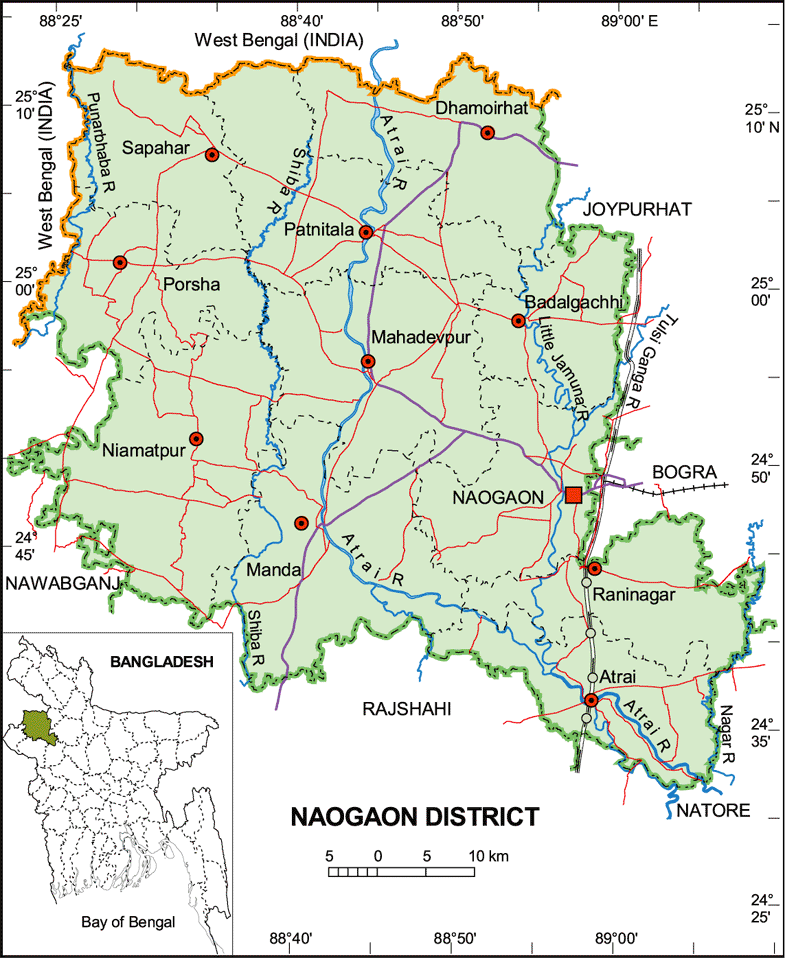 88°25'
88°40'
88°50'
89°00' E
West Bengal (INDIA)
25°
10'
25°
10' N
West Bengal (INDIA)
Punarbhaba R
Sapahar
Shiba R
Atrai R
Dhamoirhat
JOYPURHAT
Patnitala
25°
00'
25°
00'
Porsha
Badalgachhi
Mahadevpur
Little Jamuna R
Tulsi Ganga R
Niamatpur
24°
50'
BOGRA
NAOGAON
24°
45'
NAWABGANJ
Manda
Atrai R
Raninagar
Shiba R
BANGLADESH
Atrai
RAJSHAHI
Atrai R
Nagar R
24°
35'
NATORE
NAOGAON DISTRICT
5 0 5 10 km
24°
25'
Bay of Bengal
88°40'
88°50'
89°00'